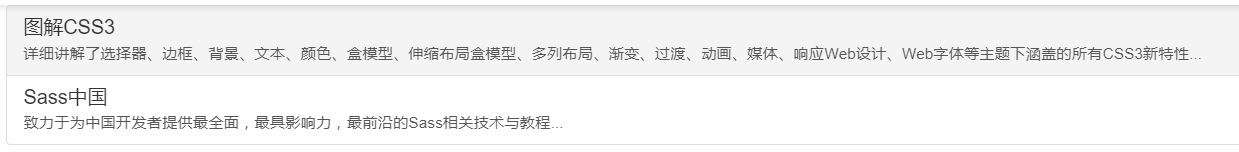 图解CSS3
详细讲解了选择器、边框、背景、文本、颜色、盒模型、伸缩布局盒模型、多列布局、渐变、过渡、动画、媒体、响应Web设计、Web字体等主题下涵盖的所有CSS3新特性...
Sass中国
致力于为中国开发者提供最全面，最具影响力，最前沿的Sass相关技术与教程...